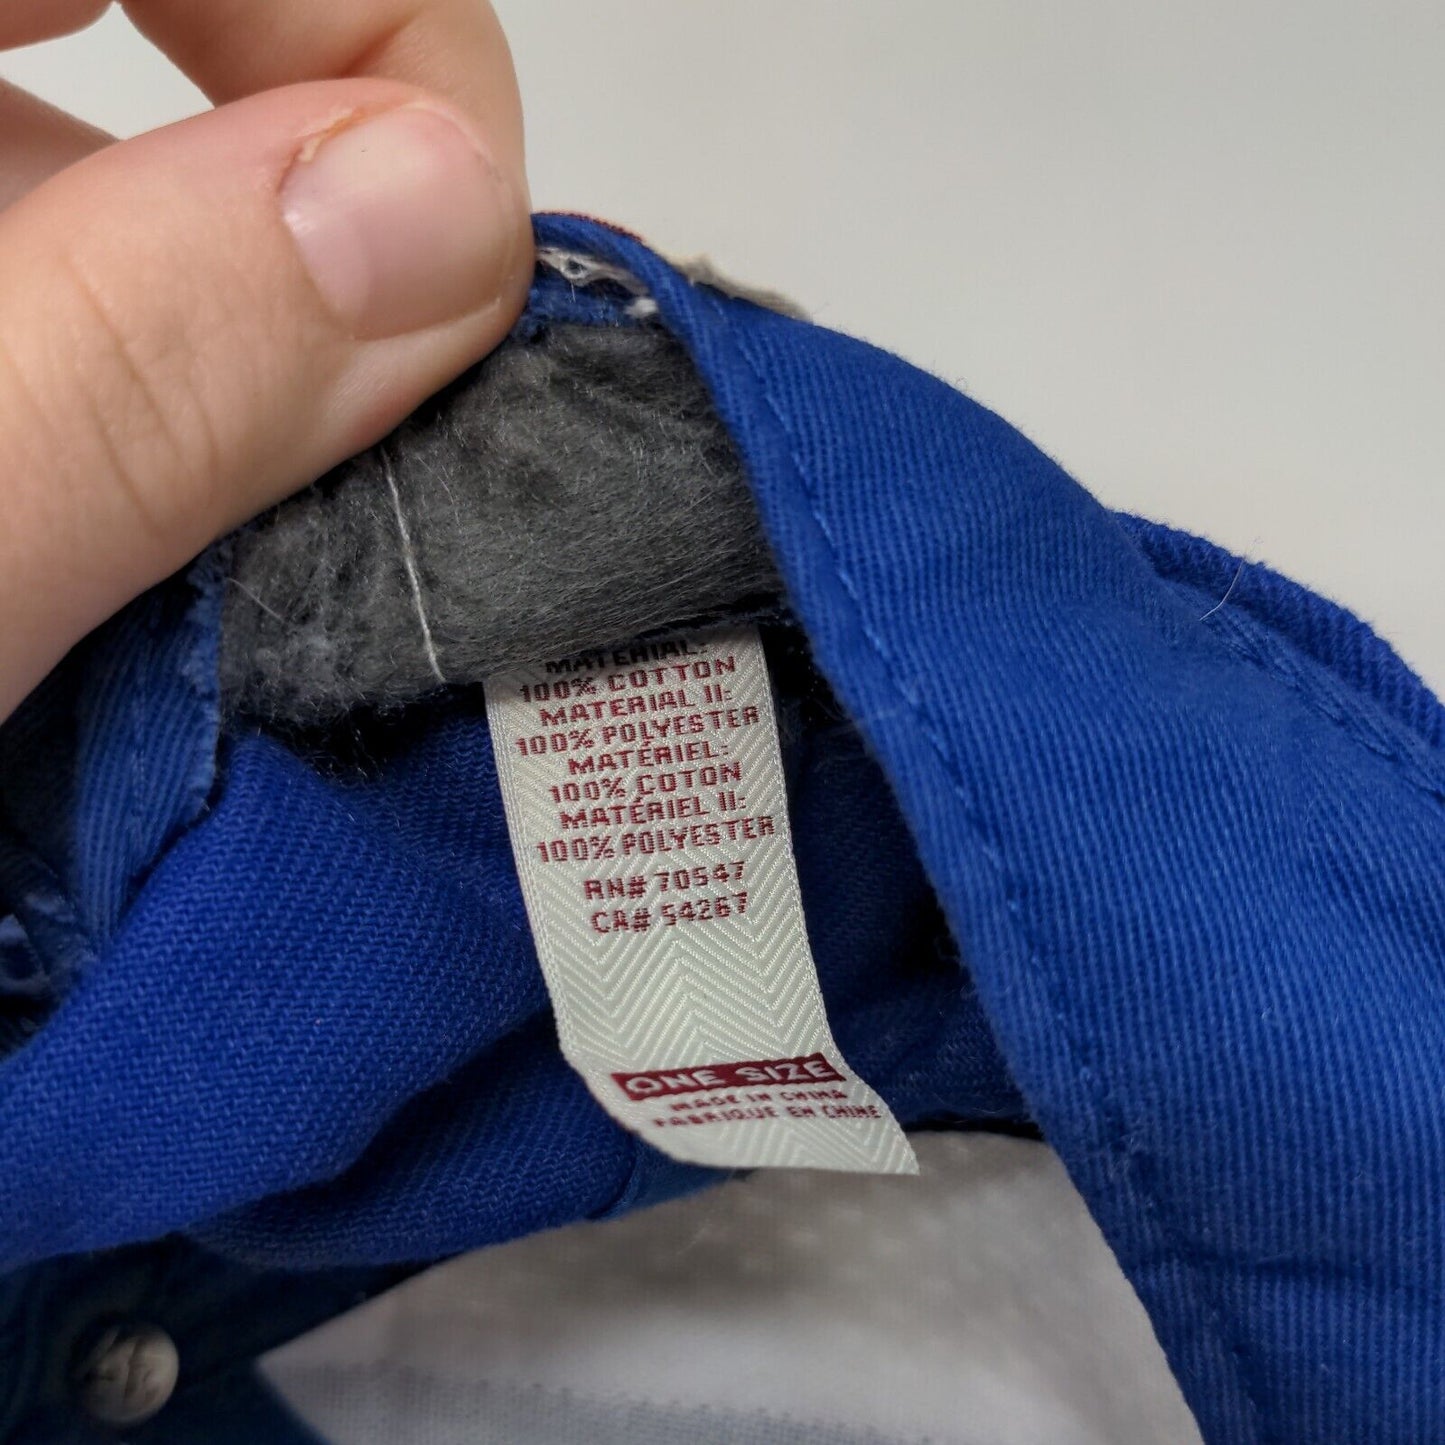 MATERIAL:
100% COTTON
MATERIAL II:
100% POLYESTER
MATÉRIEL:
100% COTON
MATÉRIEL II:
100% POLYESTER
RN# 70547
CA# 54267
ONE SIZE
MADE IN CHINA
FABRIQUE EN CHINE